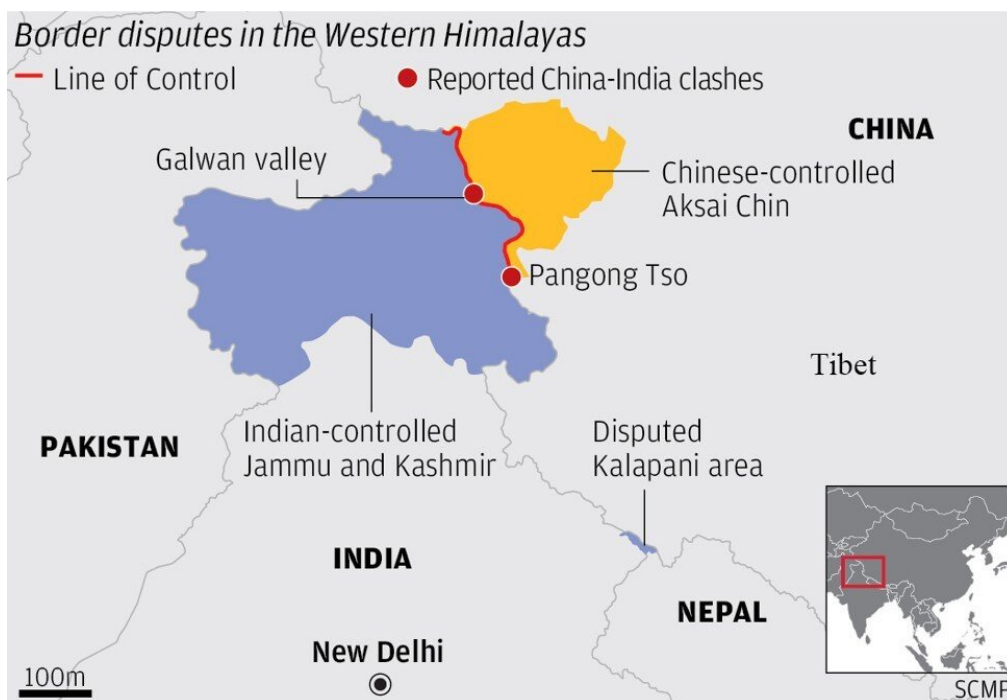 Border disputes in the Western Himalayas
Line of Control
Reported China-India clashes
CHINA
Galwan valley
Chinese-controlled
Aksai Chin
Pangong Tso
Tibet
PAKISTAN
Indian-controlled
Jammu and Kashmir
Disputed
Kalapani area
INDIA
NEPAL
New Delhi
100m
SCMP